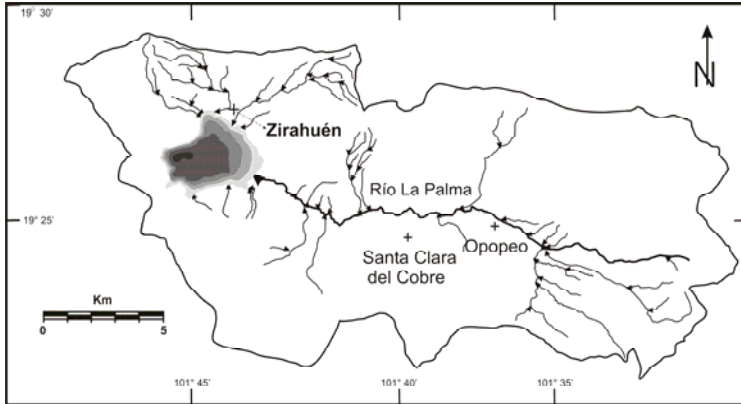 19° 30'
N
Zirahuén
Río La Palma
19° 25'
Opopeo
Santa Clara
del Cobre
Km
0 5
101° 45'
101° 40'
101° 35'